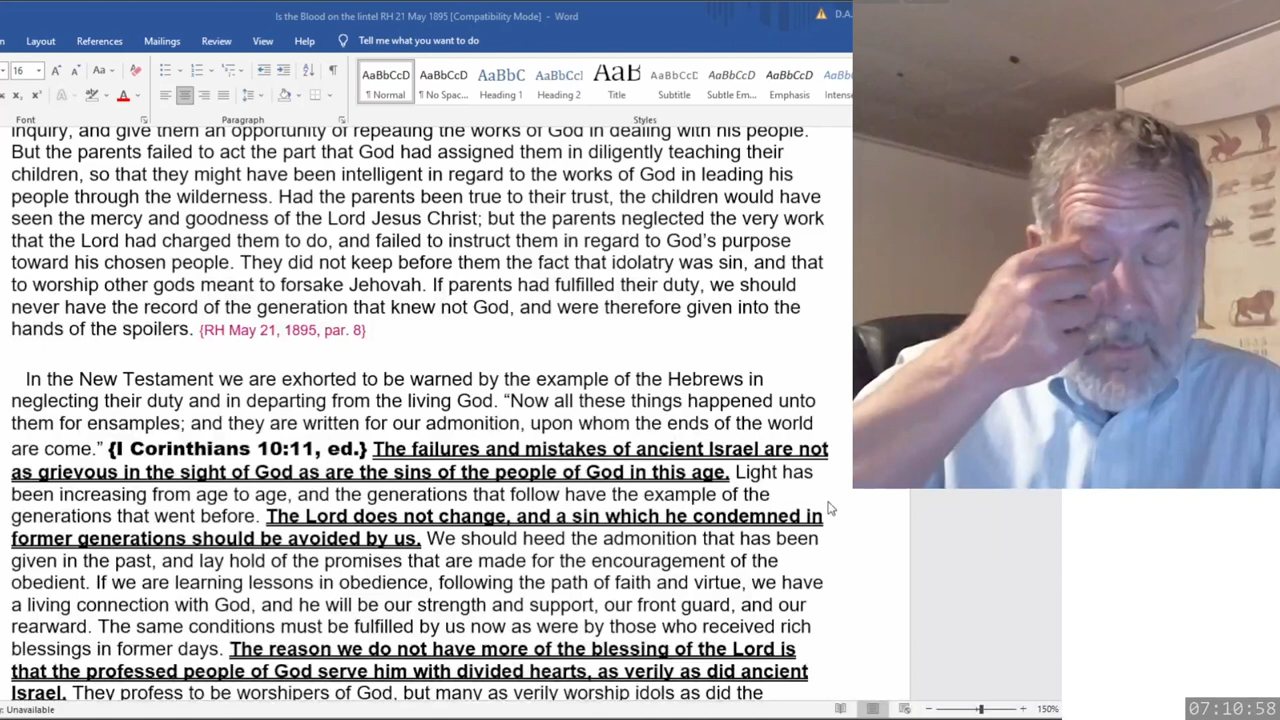 Is the Blood on the lintel RH 21 May 1895 [Compatibility Mode] - Word
D.A.
Layout References Mailings Review View Help Tell me what you want to do
16 Aa
AaBbCcD AaBbCcD AaBbC AaBbCc AaB AaBbCcD AaBbCcD AaBbCcD AaBbCcD
¶ Normal ¶ No Spac... Heading 1 Heading 2 Title Subtitle Subtle Em... Emphasis Intense
Font Paragraph Styles
inquiry, and give them an opportunity of repeating the works of God in dealing with his people.
But the parents failed to act the part that God had assigned them in diligently teaching their
children, so that they might have been intelligent in regard to the works of God in leading his
people through the wilderness. Had the parents been true to their trust, the children would have
seen the mercy and goodness of the Lord Jesus Christ; but the parents neglected the very work
that the Lord had charged them to do, and failed to instruct them in regard to God's purpose
toward his chosen people. They did not keep before them the fact that idolatry was sin, and that
to worship other gods meant to forsake Jehovah. If parents had fulfilled their duty, we should
never have the record of the generation that knew not God, and were therefore given into the
hands of the spoilers. {RH May 21, 1895, par. 8}
In the New Testament we are exhorted to be warned by the example of the Hebrews in
neglecting their duty and in departing from the living God. “Now all these things happened unto
them for ensamples; and they are written for our admonition, upon whom the ends of the world
are come.” {I Corinthians 10:11, ed.} The failures and mistakes of ancient Israel are not
as grievous in the sight of God as are the sins of the people of God in this age. Light has
been increasing from age to age, and the generations that follow have the example of the
generations that went before. The Lord does not change, and a sin which he condemned in
former generations should be avoided by us. We should heed the admonition that has been
given in the past, and lay hold of the promises that are made for the encouragement of the
obedient. If we are learning lessons in obedience, following the path of faith and virtue, we have
a living connection with God, and he will be our strength and support, our front guard, and our
rearward. The same conditions must be fulfilled by us now as were by those who received rich
blessings in former days. The reason we do not have more of the blessing of the Lord is
that the professed people of God serve him with divided hearts, as verily as did ancient
Israel. They profess to be worshipers of God, but many as verily worship idols as did the
: Unavailable
150%
07:10:58